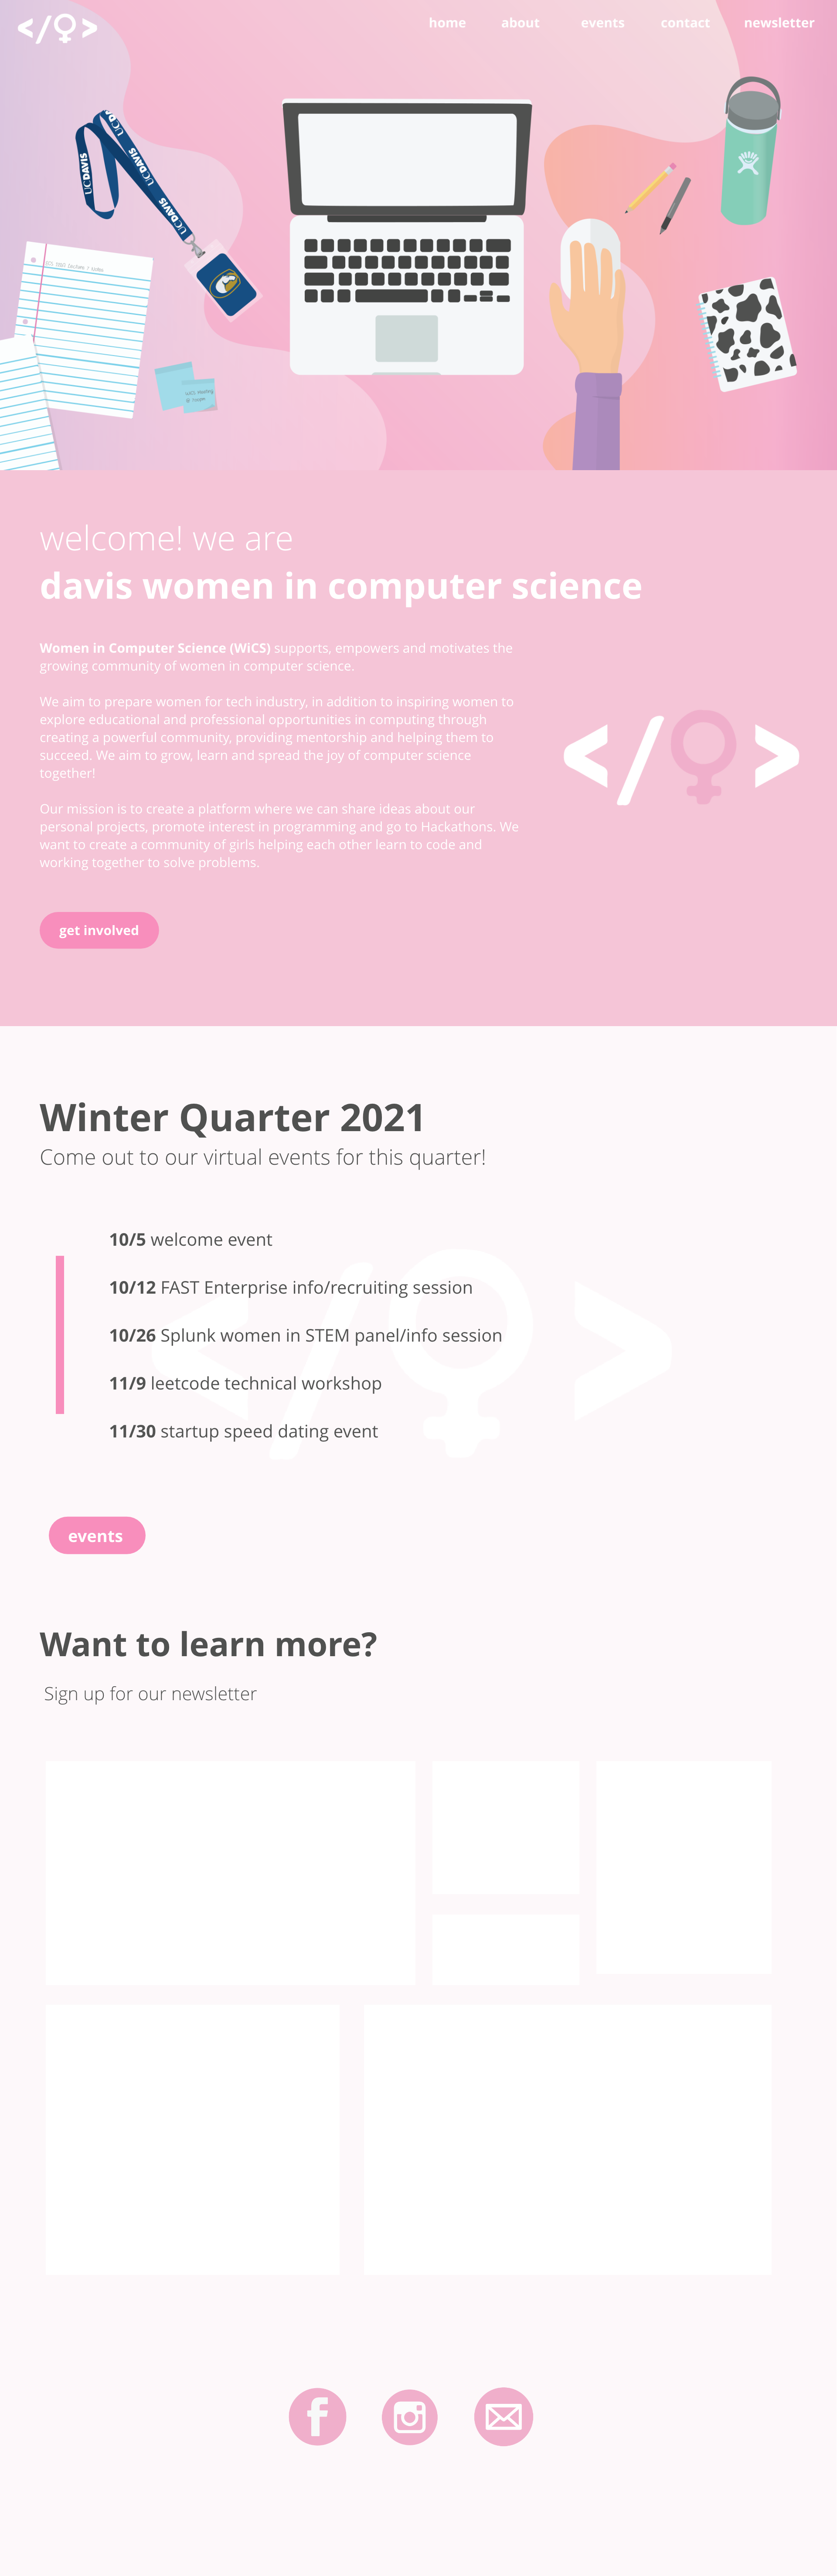 </♀>
home about events contact newsletter
UCDAVIS
UCDAVIS
UCDAVIS
welcome! we are
davis women in computer science
Women in Computer Science (WiCS) supports, empowers and motivates the
growing community of women in computer science.
We aim to prepare women for tech industry, in addition to inspiring women to
explore educational and professional opportunities in computing through
creating a powerful community, providing mentorship and helping them to
succeed. We aim to grow, learn and spread the joy of computer science
together!
Our mission is to create a platform where we can share ideas about our
personal projects, promote interest in programming and go to Hackathons. We
want to create a community of girls helping each other learn to code and
working together to solve problems.
</♀>
get involved
Winter Quarter 2021
Come out to our virtual events for this quarter!
10/5 welcome event
10/12 FAST Enterprise info/recruiting session
10/26 Splunk women in STEM panel/info session
11/9 leetcode technical workshop
11/30 startup speed dating event
events
Want to learn more?
Sign up for our newsletter